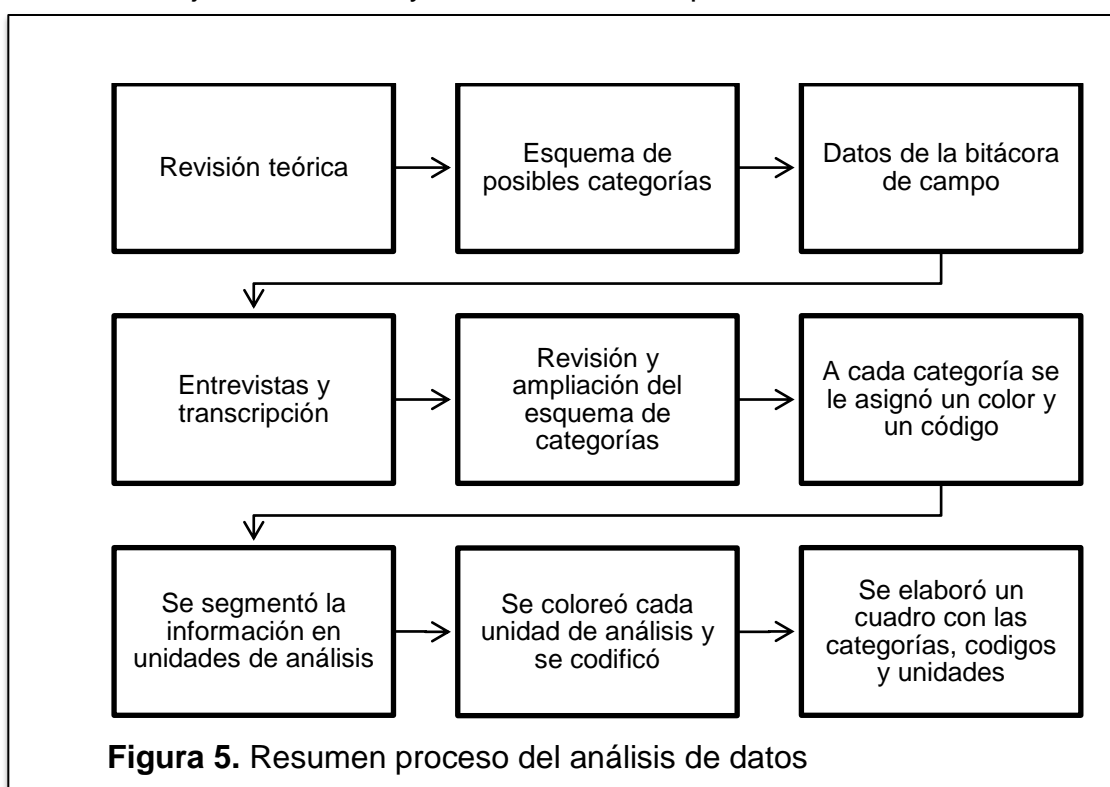 Revisión teórica
Esquema de
posibles categorías
Datos de la bitácora
de campo
Entrevistas y
transcripción
Revisión y
ampliación del
esquema de
categorías
A cada categoría se
le asignó un color y
un código
Se segmentó la
información en
unidades de análisis
Se coloreó cada
unidad de análisis y
se codificó
Se elaboró un
cuadro con las
categorías, codigos
y unidades
Figura 5. Resumen proceso del análisis de datos